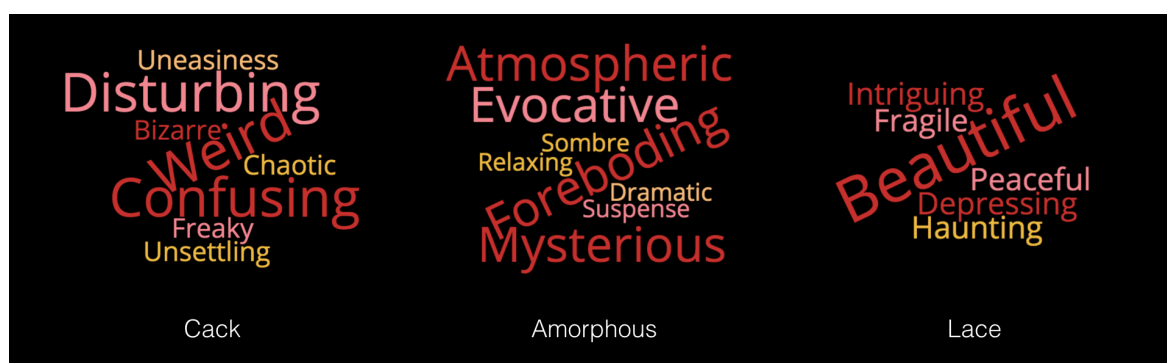 Uneasiness
Disturbing
Bizarre
Weird
Chaotic
Confusing
Freaky
Unsettling
Cack
Atmospheric
Evocative
Sombre
Relaxing
Foreboding
Dramatic
Suspense
Mysterious
Amorphous
Intriguing
Fragile
Beautiful
Peaceful
Depressing
Haunting
Lace